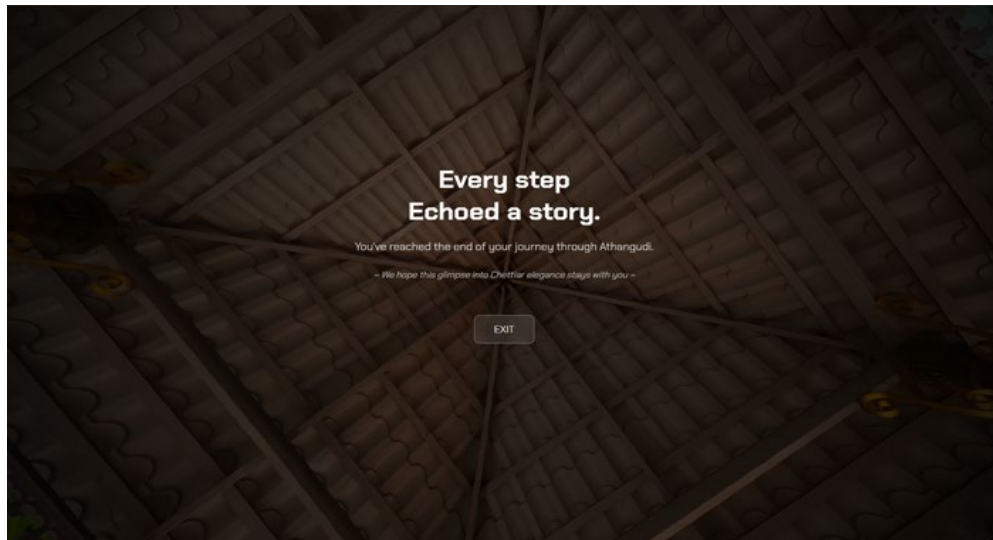 Every step
Echoed a story.
You've reached the end of your journey through Athangudi.
~ We hope this glimpse into Chettiar elegance stays with you ~
EXIT